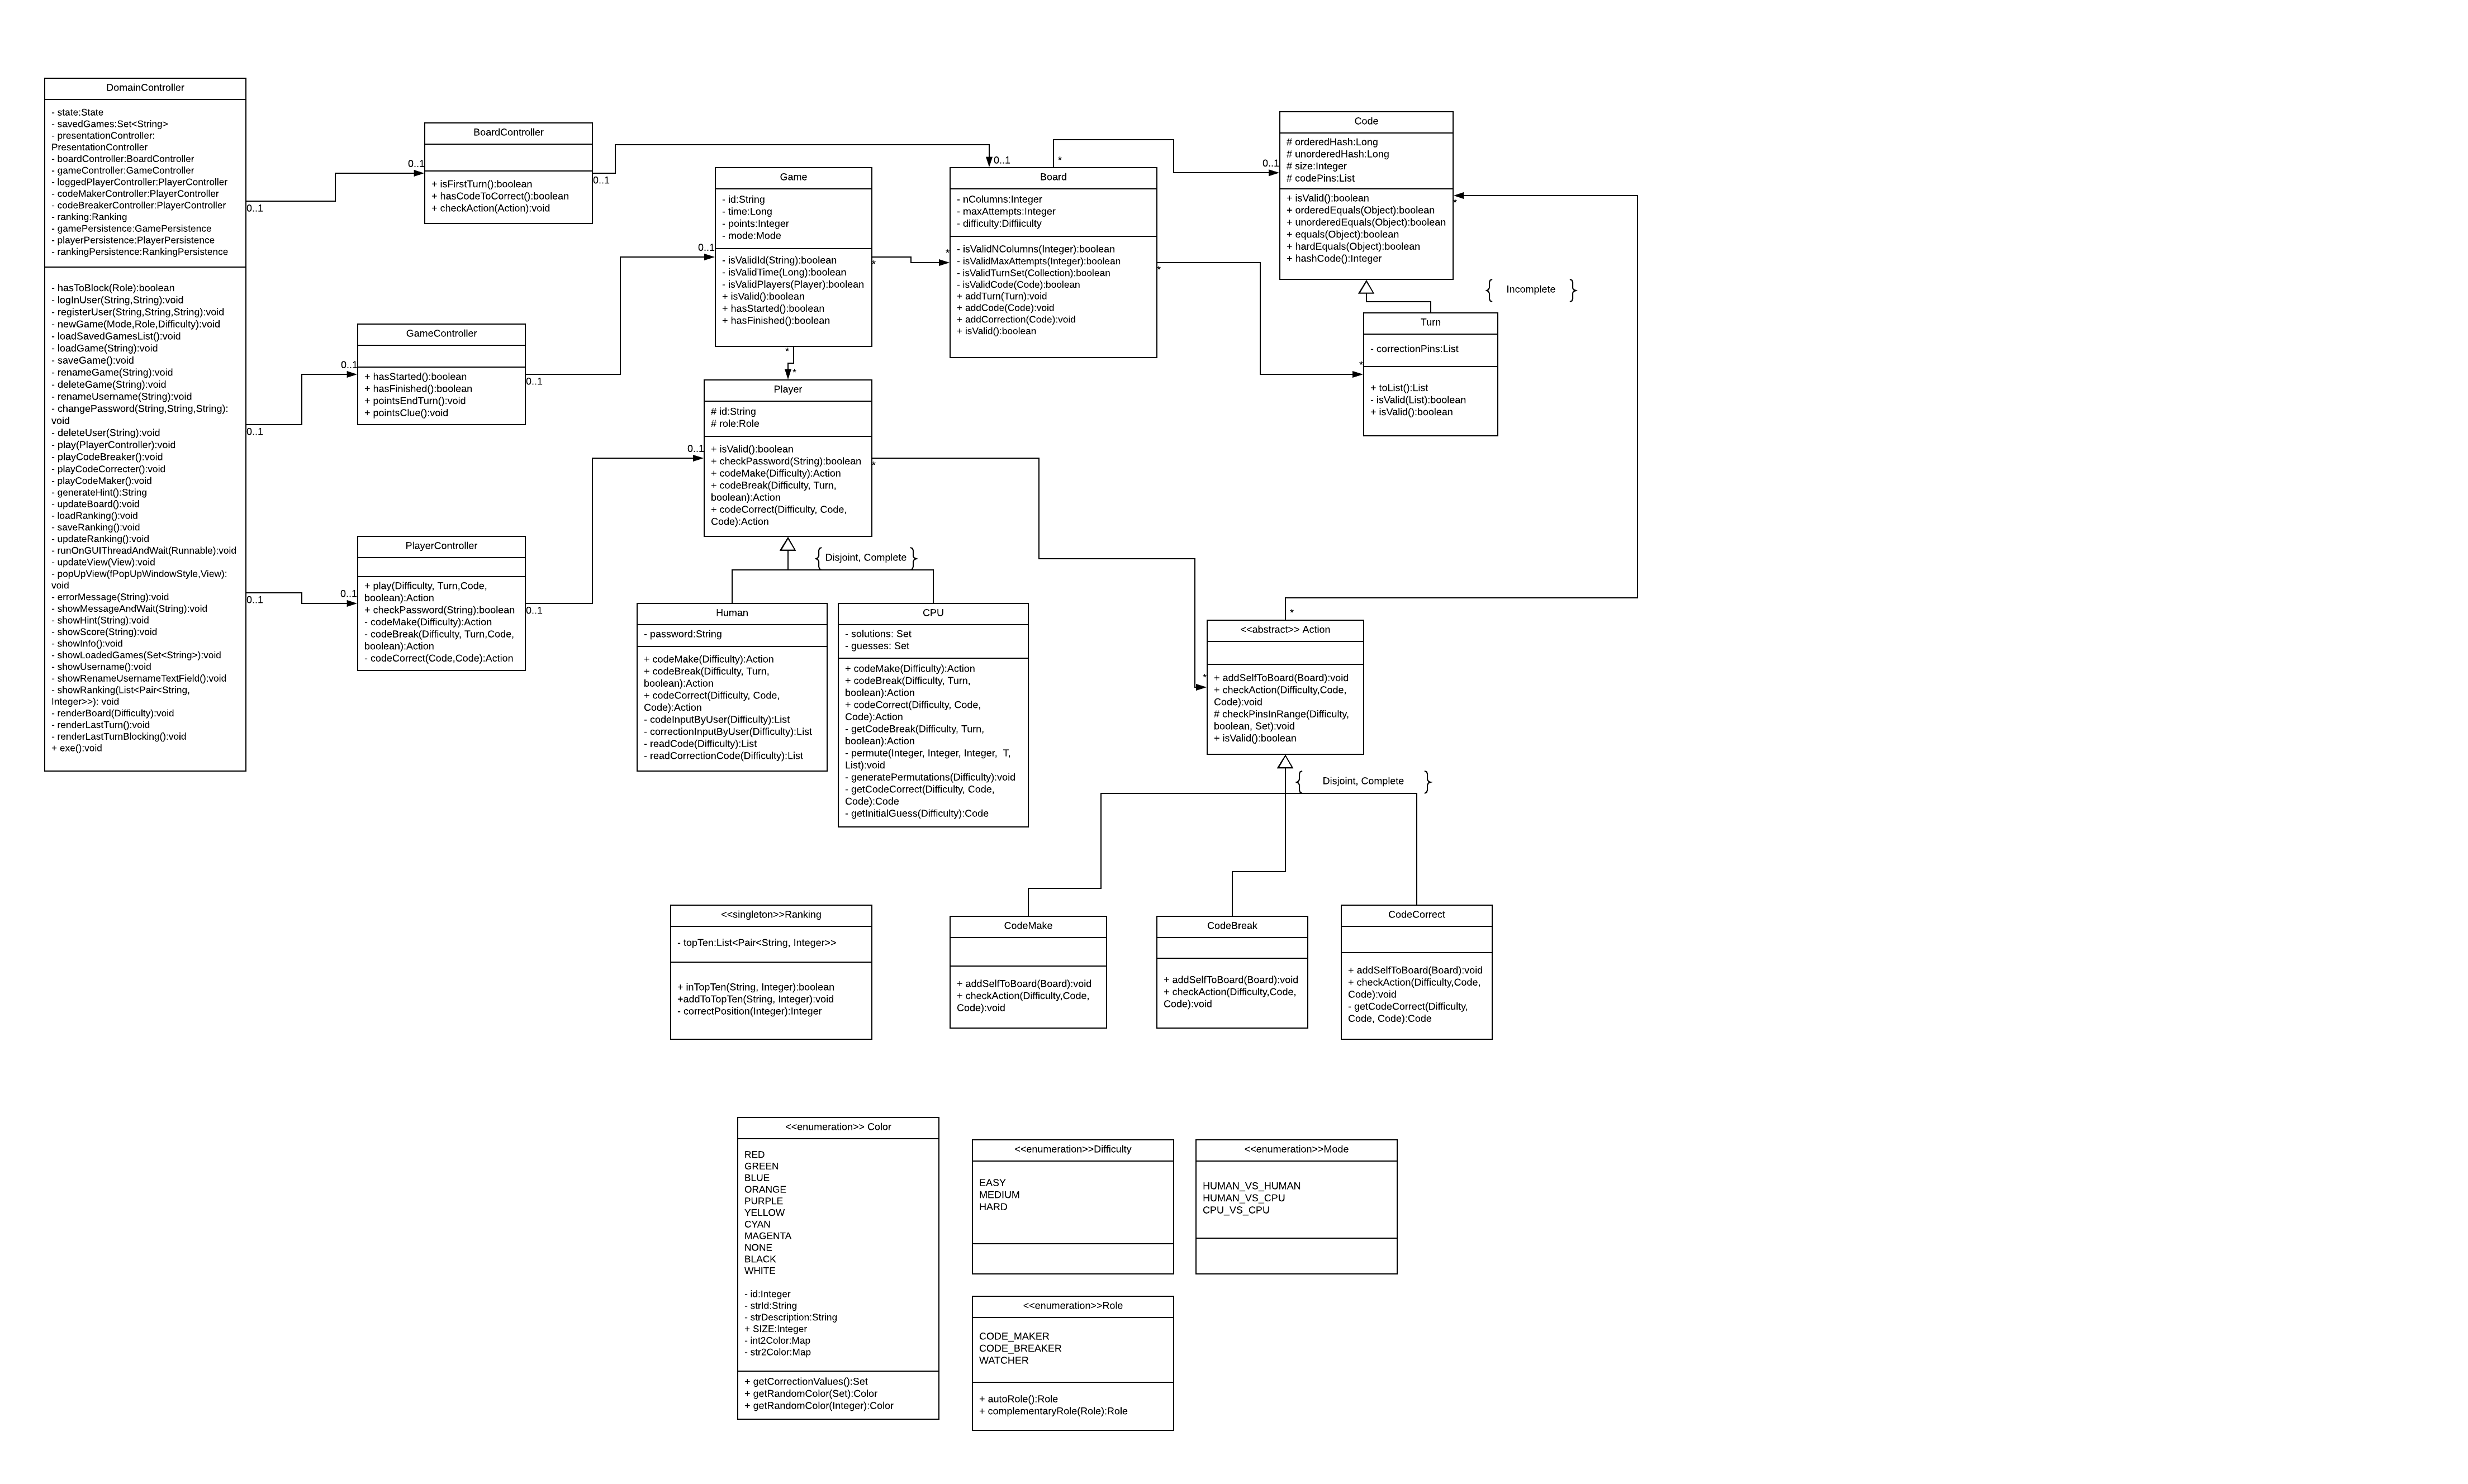 DomainController
- state:State
- savedGames:Set<String>
- presentationController:
PresentationController
- boardController:BoardController
- gameController:GameController
- loggedPlayerController:PlayerController
- codeMakerController:PlayerController
- codeBreakerController:PlayerController
- ranking:Ranking
- gamePersistence:GamePersistence
- playerPersistence:PlayerPersistence
- rankingPersistence:RankingPersistence
- hasToBlock(Role):boolean
- logInUser(String,String):void
- registerUser(String,String,String):void
- newGame(Mode,Role,Difficulty):void
- loadSavedGamesList():void
- loadGame(String):void
- saveGame():void
- renameGame(String):void
- deleteGame(String):void
- renameUsername(String):void
- changePassword(String,String,String):
void
- deleteUser(String):void
- play(PlayerController):void
- playCodeBreaker():void
- playCodeCorrecter():void
- playCodeMaker():void
- generateHint():String
- updateBoard():void
- loadRanking():void
- saveRanking():void
- updateRanking():void
- runOnGUIThreadAndWait(Runnable):void
- updateView(View):void
- popUpView(fPopUpWindowStyle,View):
void
- errorMessage(String):void
- showMessageAndWait(String):void
- showHint(String):void
- showScore(String):void
- showInfo():void
- showLoadedGames(Set<String>):void
- showUsername():void
- showRenameUsernameTextField():void
- showRanking(List<Pair<String,
Integer>>): void
- renderBoard(Difficulty):void
- renderLastTurn():void
- renderLastTurnBlocking():void
+ exe():void
0..1
0..1
0..1
0..1
BoardController
+ isFirstTurn():boolean
+ hasCodeToCorrect():boolean
+ checkAction(Action):void
0..1
0..1
0..1
GameController
+ hasStarted():boolean
+ hasFinished():boolean
+ pointsEndTurn():void
+ pointsClue():void
0..1
0..1
0..1
PlayerController
+ play(Difficulty, Turn,Code,
boolean):Action
+ checkPassword(String):boolean
- codeMake(Difficulty):Action
- codeBreak(Difficulty, Turn,Code,
boolean):Action
- codeCorrect(Code,Code):Action
0..1
0..1
Game
- id:String
- time:Long
- points:Integer
- mode:Mode
- isValidId(String):boolean
- isValidTime(Long):boolean
- isValidPlayers(Player):boolean
+ isValid():boolean
+ hasStarted():boolean
+ hasFinished():boolean
*
*
*
*
Board
- nColumns:Integer
- maxAttempts:Integer
- difficulty:Diffiiculty
- isValidNColumns(Integer):boolean
- isValidMaxAttempts(Integer):boolean
- isValidTurnSet(Collection):boolean
- isValidCode(Code):boolean
+ addTurn(Turn):void
+ addCode(Code):void
+ addCorrection(Code):void
+ isValid():boolean
*
0..1
*
*
Code
# orderedHash:Long
# unorderedHash:Long
# size:Integer
# codePins:List
+ isValid():boolean
+ orderedEquals(Object):boolean
+ unorderedEquals(Object):boolean
+ equals(Object):boolean
+ hardEquals(Object):boolean
+ hashCode():Integer
*
Incomplete
Turn
- correctionPins:List
+ toList():List
- isValid(List):boolean
+ isValid():boolean
0..1
Player
# id:String
# role:Role
+ isValid():boolean
+ checkPassword(String):boolean
+ codeMake(Difficulty):Action
+ codeBreak(Difficulty, Turn,
boolean):Action
+ codeCorrect(Difficulty, Code,
Code):Action
*
Disjoint, Complete
Human
- password:String
+ codeMake(Difficulty):Action
+ codeBreak(Difficulty, Turn,
boolean):Action
+ codeCorrect(Difficulty, Code,
Code):Action
- codeInputByUser(Difficulty):List
- correctionInputByUser(Difficulty):List
- readCode(Difficulty):List
- readCorrectionCode(Difficulty):List
CPU
- solutions: Set
- guesses: Set
+ codeMake(Difficulty):Action
+ codeBreak(Difficulty, Turn,
boolean):Action
+ codeCorrect(Difficulty, Code,
Code):Action
- getCodeBreak(Difficulty, Turn,
boolean):Action
- permute(Integer, Integer, Integer, T,
List):void
- generatePermutations(Difficulty):void
- getCodeCorrect(Difficulty, Code,
Code):Code
- getInitialGuess(Difficulty):Code
*
*
<<abstract>> Action
+ addSelfToBoard(Board):void
+ checkAction(Difficulty,Code,
Code):void
# checkPinsInRange(Difficulty,
boolean, Set):void
+ isValid():boolean
Disjoint, Complete
<<singleton>>Ranking
- topTen:List<Pair<String, Integer>>
+ inTopTen(String, Integer):boolean
+addToTopTen(String, Integer):void
- correctPosition(Integer):Integer
CodeMake
+ addSelfToBoard(Board):void
+ checkAction(Difficulty,Code,
Code):void
CodeBreak
+ addSelfToBoard(Board):void
+ checkAction(Difficulty,Code,
Code):void
CodeCorrect
+ addSelfToBoard(Board):void
+ checkAction(Difficulty,Code,
Code):void
- getCodeCorrect(Difficulty,
Code, Code):Code
<<enumeration>> Color
RED
GREEN
BLUE
ORANGE
PURPLE
YELLOW
CYAN
MAGENTA
NONE
BLACK
WHITE
- id:Integer
- strId:String
- strDescription:String
+ SIZE:Integer
- int2Color:Map
- str2Color:Map
+ getCorrectionValues():Set
+ getRandomColor(Set):Color
+ getRandomColor(Integer):Color
<<enumeration>>Difficulty
EASY
MEDIUM
HARD
<<enumeration>>Mode
HUMAN_VS_HUMAN
HUMAN_VS_CPU
CPU_VS_CPU
<<enumeration>>Role
CODE_MAKER
CODE_BREAKER
WATCHER
+ autoRole():Role
+ complementaryRole(Role):Role